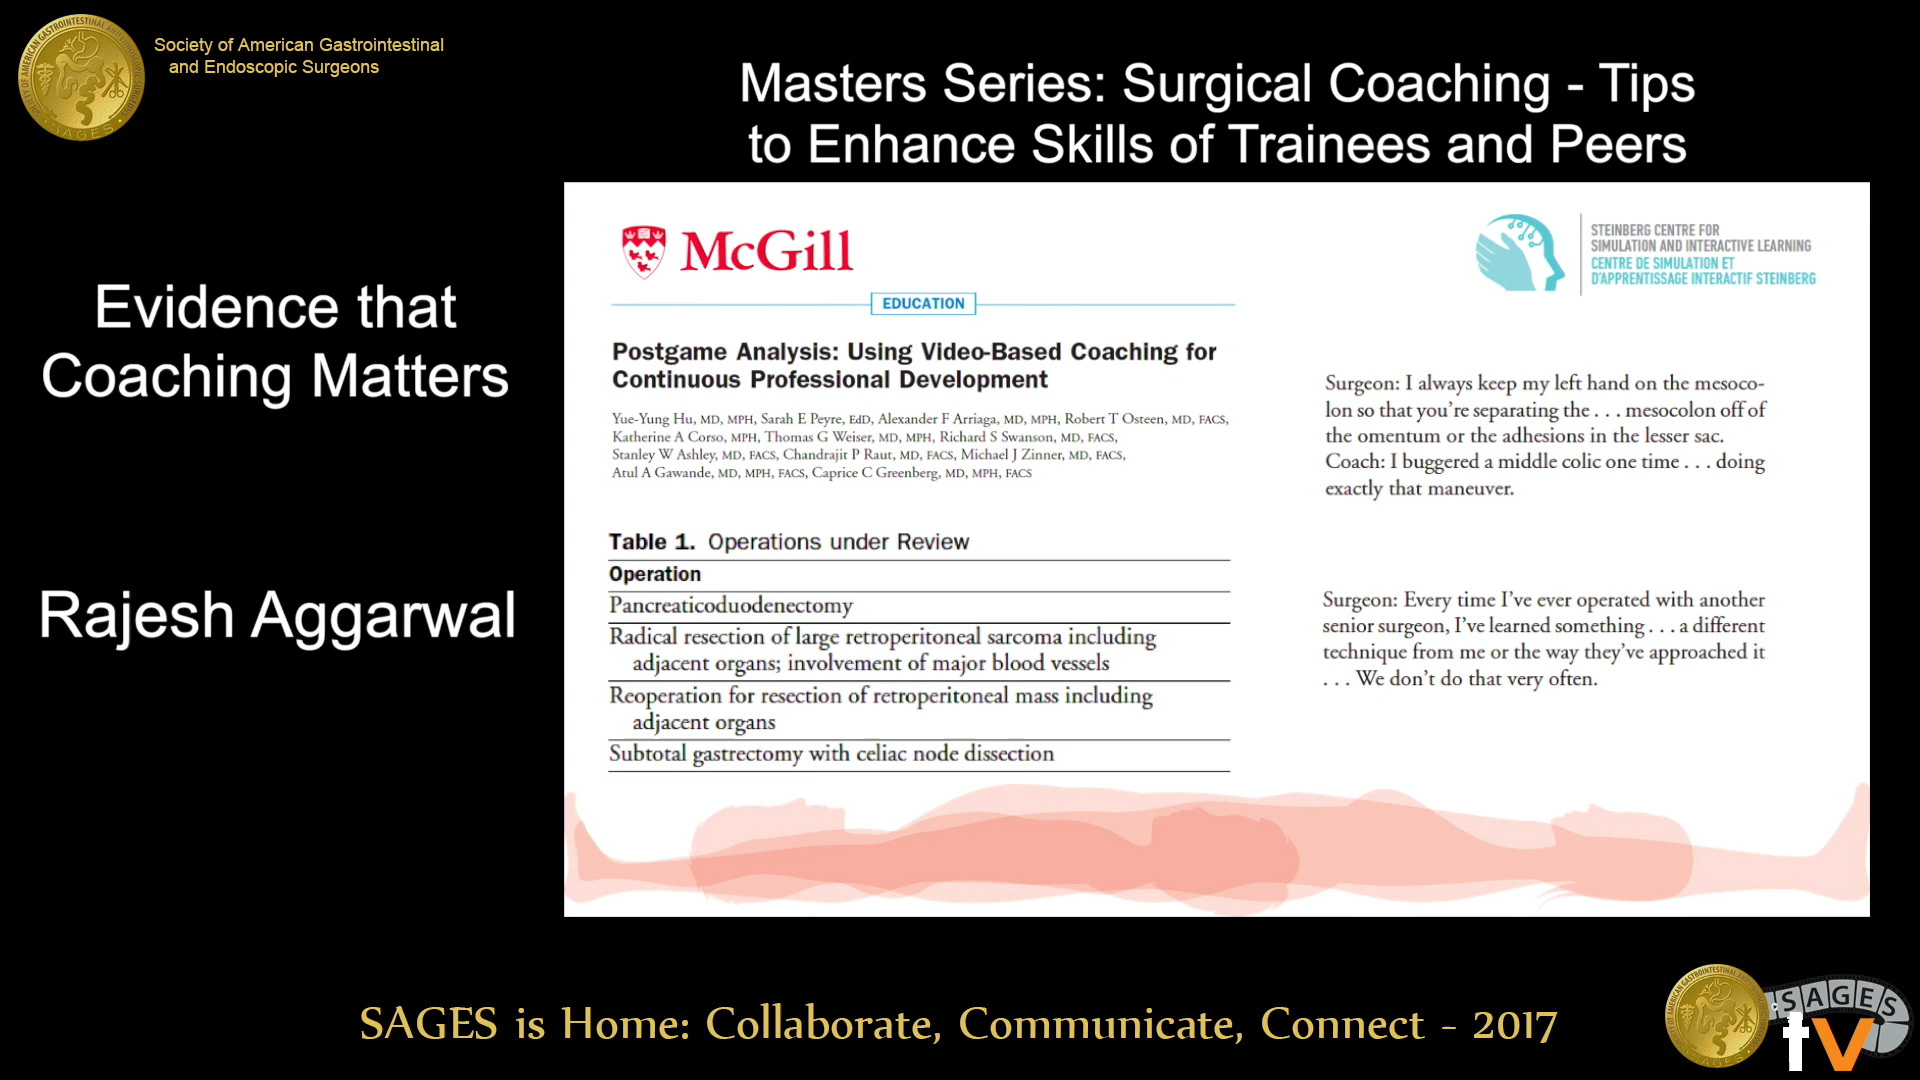 Society of American Gastrointestinal
and Endoscopic Surgeons
SAGES
Masters Series: Surgical Coaching - Tips
to Enhance Skills of Trainees and Peers
Evidence that
Coaching Matters
Rajesh Aggarwal
McGill
STEINBERG CENTRE FOR
SIMULATION AND INTERACTIVE LEARNING
CENTRE DE SIMULATION ET
D'APPRENTISSAGE INTERACTIF STEINBERG
EDUCATION
Postgame Analysis: Using Video-Based Coaching for
Continuous Professional Development
Yue-Yung Hu, MD, MPH, Sarah E Peyre, EdD, Alexander F Arriaga, MD, MPH, Robert T Osteen, MD, FACS,
Katherine A Corso, MPH, Thomas G Weiser, MD, MPH, Richard S Swanson, MD, FACS,
Stanley W Ashley, MD, FACS, Chandrajit P Raut, MD, FACS, Michael J Zinner, MD, FACS,
Atul A Gawande, MD, MPH, FACS, Caprice C Greenberg, MD, MPH, FACS
Table 1. Operations under Review
Operation
Pancreaticoduodenectomy
Radical resection of large retroperitoneal sarcoma including
adjacent organs; involvement of major blood vessels
Reoperation for resection of retroperitoneal mass including
adjacent organs
Subtotal gastrectomy with celiac node dissection
Surgeon: I always keep my left hand on the mesoco-
lon so that you're separating the . . . mesocolon off of
the omentum or the adhesions in the lesser sac.
Coach: I buggered a middle colic one time . . . doing
exactly that maneuver.
Surgeon: Every time I've ever operated with another
senior surgeon, I've learned something . . . a different
technique from me or the way they've approached it
. . . We don't do that very often.
SAGES is Home: Collaborate, Communicate, Connect - 2017
SAGES
tv